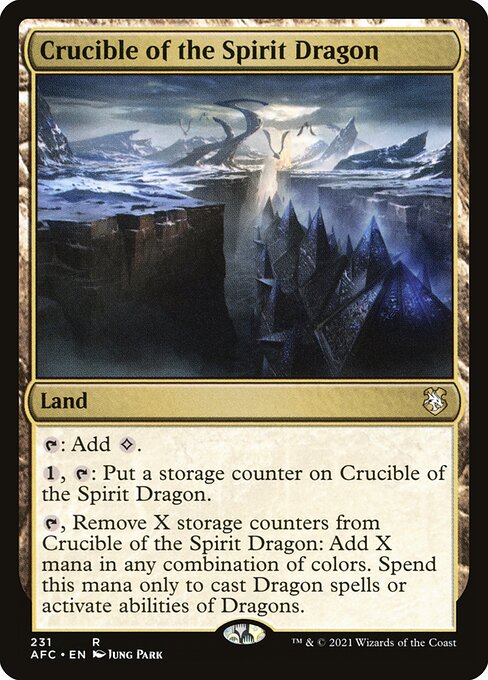 Crucible of the Spirit Dragon
Land
: Add .
1, : Put a storage counter on Crucible of
the Spirit Dragon.
, Remove X storage counters from
Crucible of the Spirit Dragon: Add X
mana in any combination of colors. Spend
this mana only to cast Dragon spells or
activate abilities of Dragons.
231 R
AFC • EN Jung Park
™ & © 2021 Wizards of the Coast